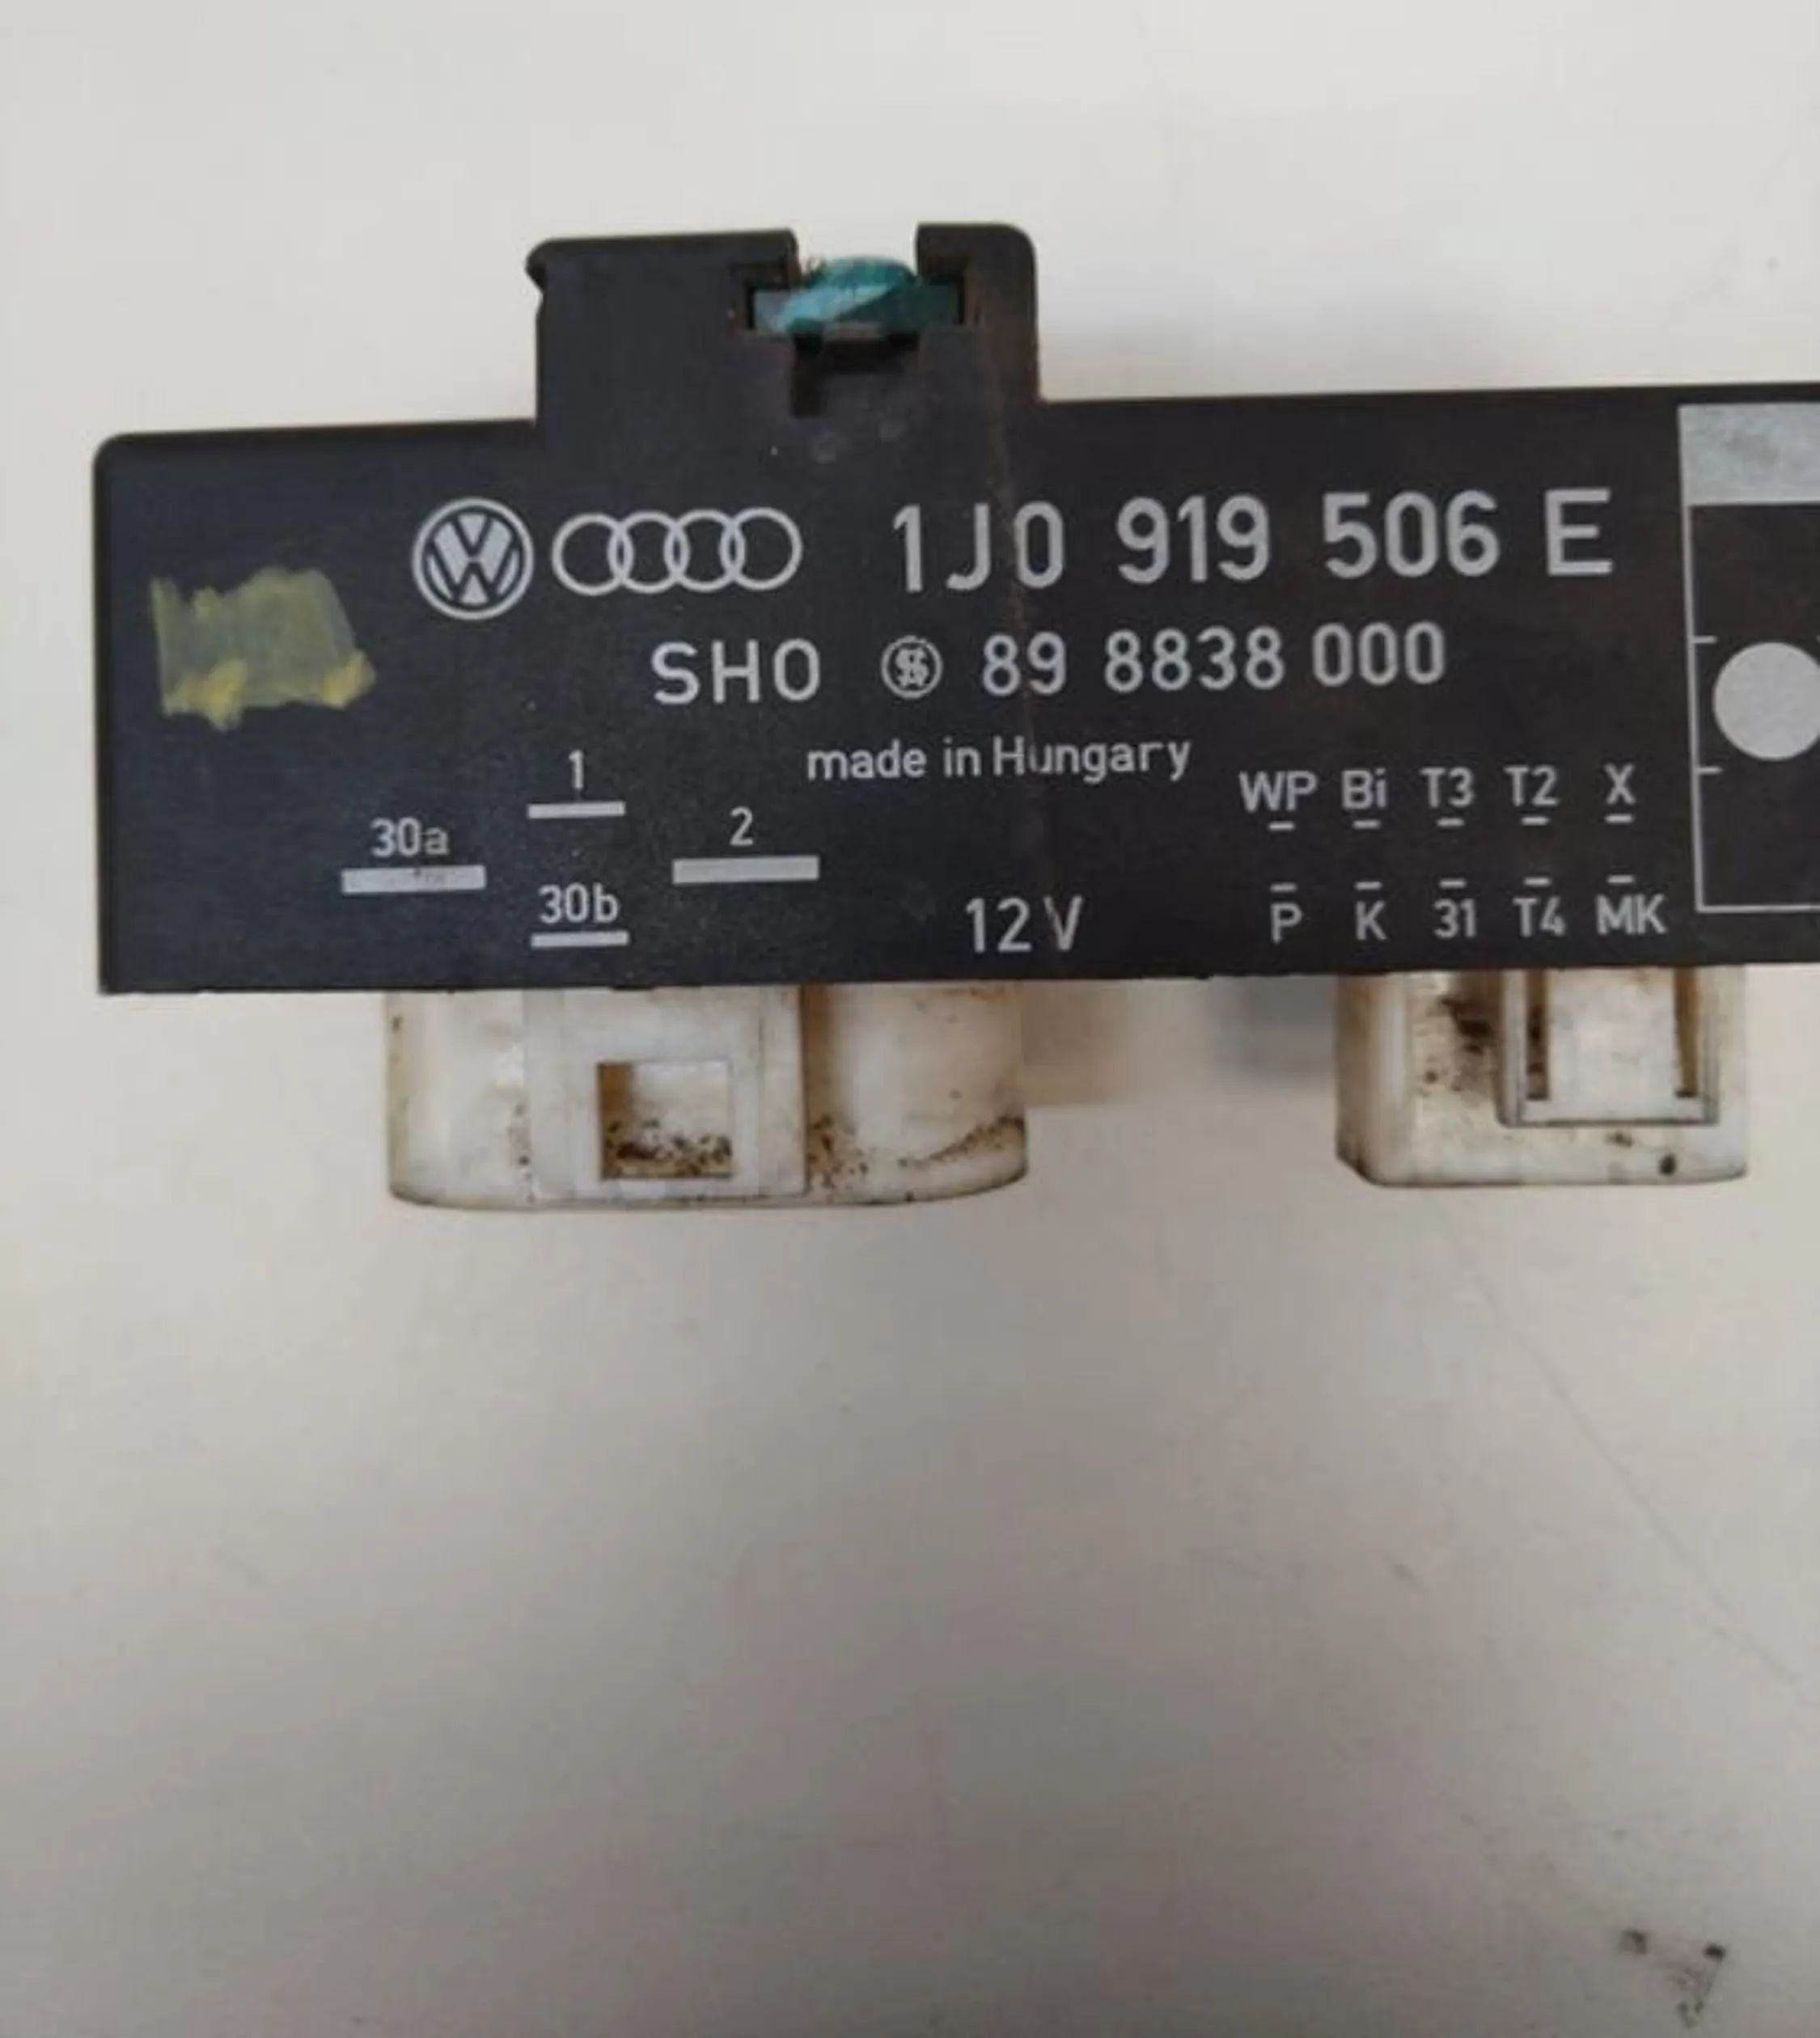 1J0 919 506 E
SHO 89 8838 000
made in Hungary
1
WP Bi T3 T2 X
30a
2
30b
12V
P K 31 T4 MK